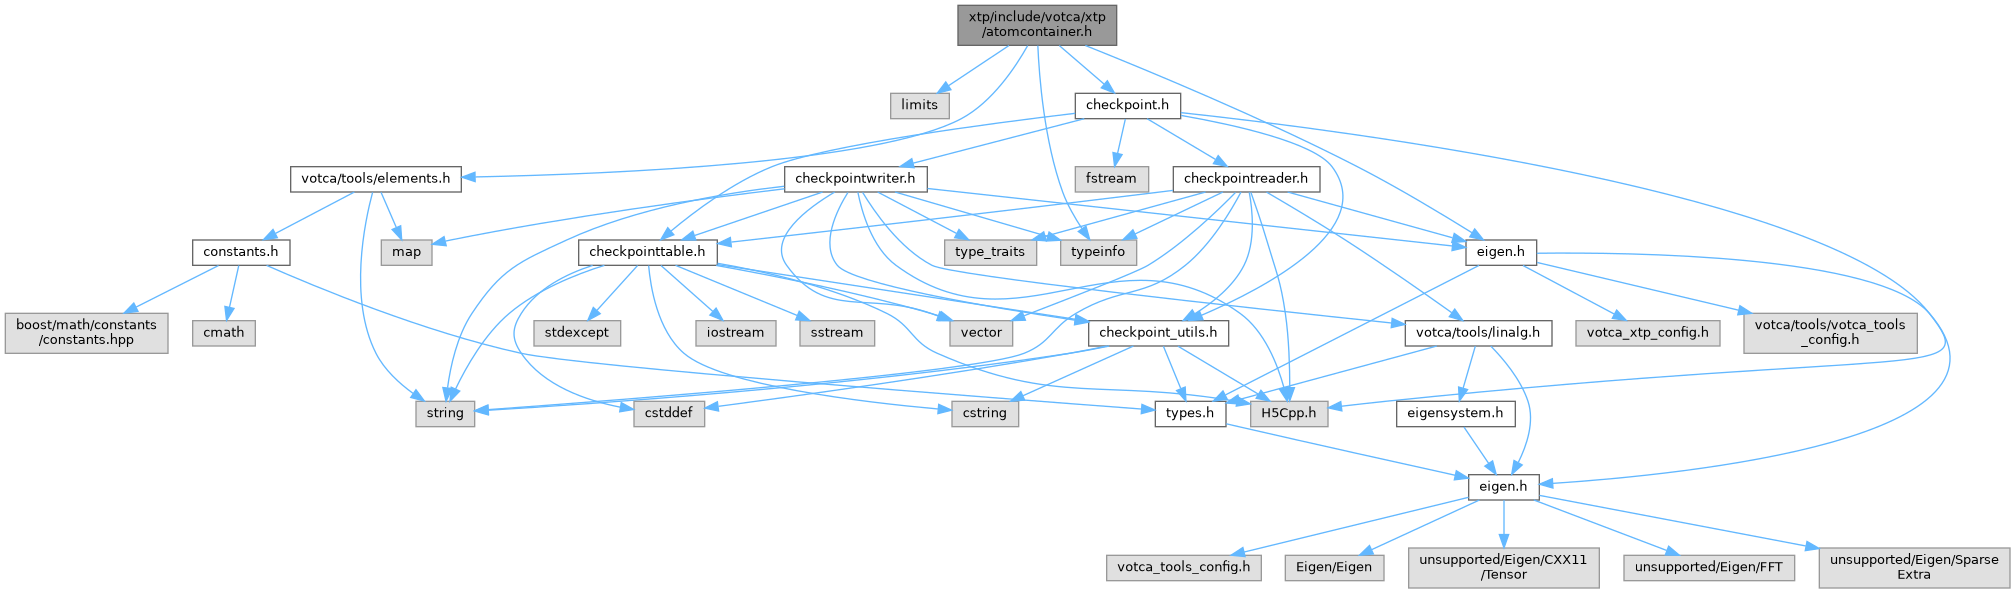 xtp/include/votca/xtp
/atomcontainer.h
limits
checkpoint.h
votca/tools/elements.h
checkpointwriter.h
fstream
checkpointreader.h
constants.h
map
checkpointtable.h
type_traits
typeinfo
eigen.h
boost/math/constants
/constants.hpp
cmath
stdexcept
iostream
sstream
vector
checkpoint_utils.h
votca/tools/linalg.h
votca_xtp_config.h
votca/tools/votca_tools
_config.h
string
cstddef
cstring
types.h
H5Cpp.h
eigensystem.h
eigen.h
votca_tools_config.h
Eigen/Eigen
unsupported/Eigen/CXX11
/Tensor
unsupported/Eigen/FFT
unsupported/Eigen/Sparse
Extra